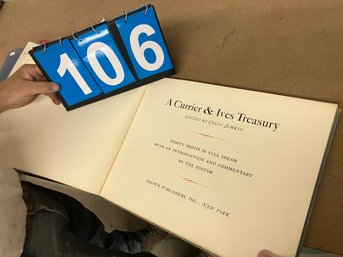 106
A Currier & Ives Treasury
EDITED BY COLIN SIMKIN
EIGHTY PRINTS IN FULL COLOR
WITH AN INTRODUCTION AND COMMENTARY
BY THE EDITOR
CROWN PUBLISHERS, INC. · NEW YORK